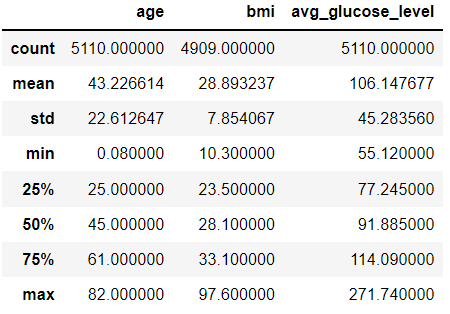 age bmi avg_glucose_level
count 5110.000000 4909.000000 5110.000000
mean 43.226614 28.893237 106.147677
std 22.612647 7.854067 45.283560
min 0.080000 10.300000 55.120000
25% 25.000000 23.500000 77.245000
50% 45.000000 28.100000 91.885000
75% 61.000000 33.100000 114.090000
max 82.000000 97.600000 271.740000